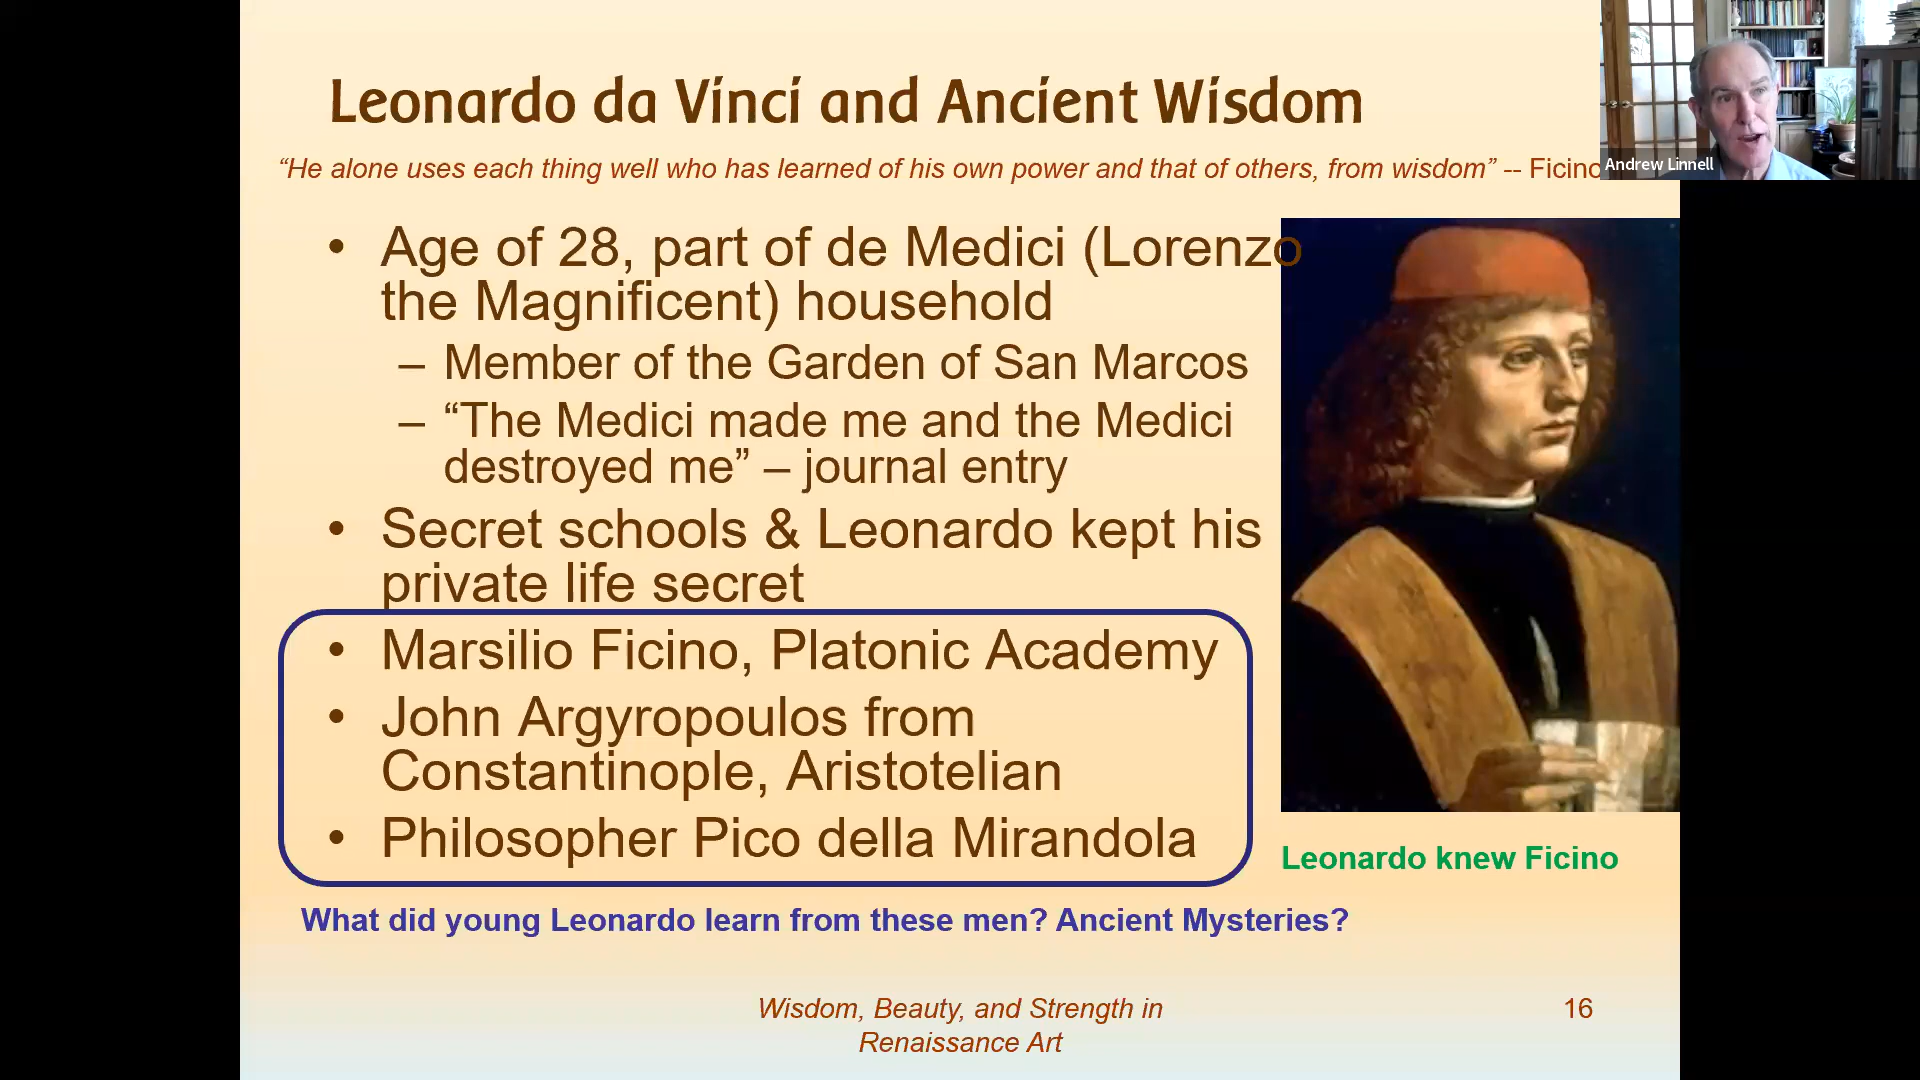 Leonardo da Vinci and Ancient Wisdom
“He alone uses each thing well who has learned of his own power and that of others, from wisdom” -- Ficino
Andrew Linnell
• Age of 28, part of de Medici (Lorenzo
the Magnificent) household
– Member of the Garden of San Marcos
– “The Medici made me and the Medici
destroyed me” – journal entry
• Secret schools & Leonardo kept his
private life secret
• Marsilio Ficino, Platonic Academy
• John Argyropoulos from
Constantinople, Aristotelian
• Philosopher Pico della Mirandola
Leonardo knew Ficino
What did young Leonardo learn from these men? Ancient Mysteries?
Wisdom, Beauty, and Strength in
Renaissance Art
16